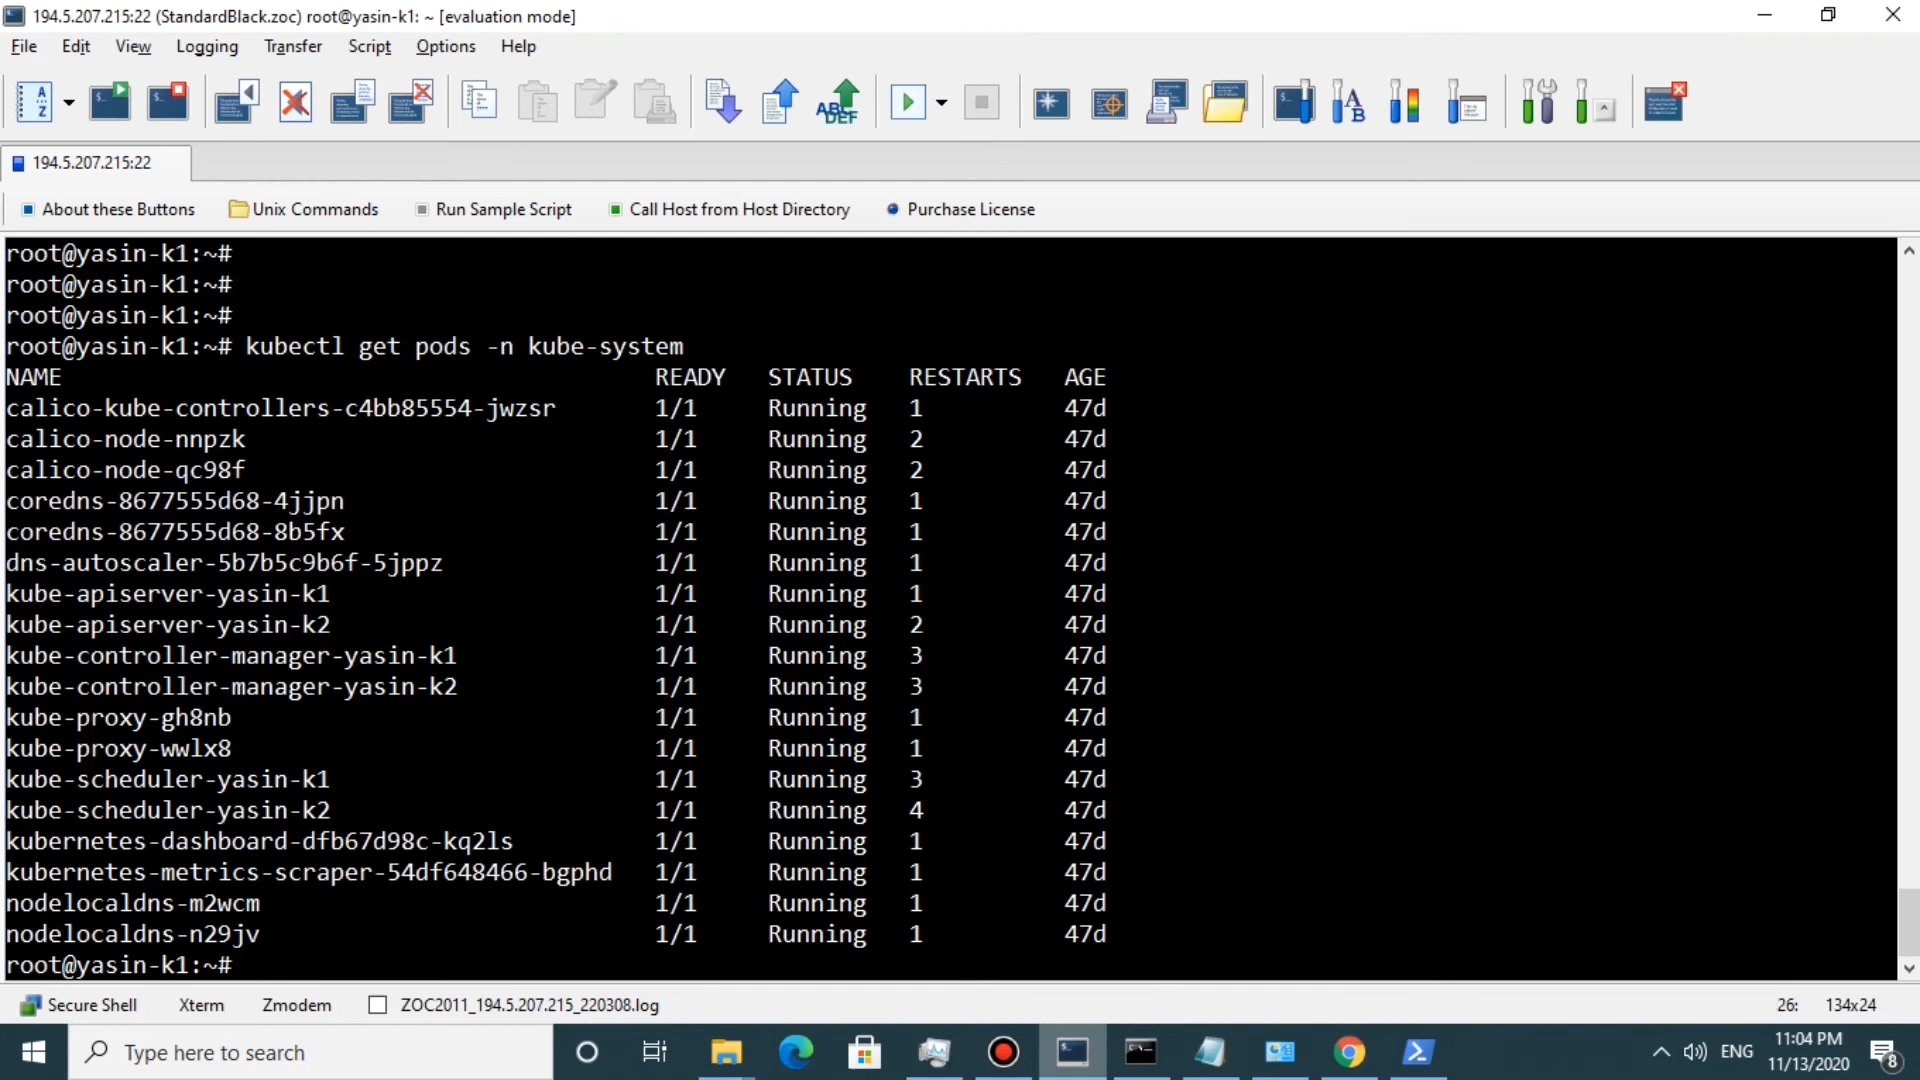 194.5.207.215:22 (StandardBlack.zoc) root@yasin-k1: ~ [evaluation mode]
File Edit View Logging Transfer Script Options Help
194.5.207.215:22
About these Buttons Unix Commands Run Sample Script Call Host from Host Directory Purchase License
root@yasin-k1:~#
root@yasin-k1:~#
root@yasin-k1:~#
root@yasin-k1:~# kubectl get pods -n kube-system
NAME READY STATUS RESTARTS AGE
calico-kube-controllers-c4bb85554-jwzsr 1/1 Running 1 47d
calico-node-nnpzk 1/1 Running 2 47d
calico-node-qc98f 1/1 Running 2 47d
coredns-8677555d68-4jjpn 1/1 Running 1 47d
coredns-8677555d68-8b5fx 1/1 Running 1 47d
dns-autoscaler-5b7b5c9b6f-5jppz 1/1 Running 1 47d
kube-apiserver-yasin-k1 1/1 Running 1 47d
kube-apiserver-yasin-k2 1/1 Running 2 47d
kube-controller-manager-yasin-k1 1/1 Running 3 47d
kube-controller-manager-yasin-k2 1/1 Running 3 47d
kube-proxy-gh8nb 1/1 Running 1 47d
kube-proxy-wwlx8 1/1 Running 1 47d
kube-scheduler-yasin-k1 1/1 Running 3 47d
kube-scheduler-yasin-k2 1/1 Running 4 47d
kubernetes-dashboard-dfb67d98c-kq2ls 1/1 Running 1 47d
kubernetes-metrics-scraper-54df648466-bgphd 1/1 Running 1 47d
nodelocaldns-m2wcm 1/1 Running 1 47d
nodelocaldns-n29jv 1/1 Running 1 47d
root@yasin-k1:~#
Secure Shell Xterm Zmodem ZOC2011_194.5.207.215_220308.log 26: 134x24
Type here to search ENG 11:04 PM
11/13/2020 8